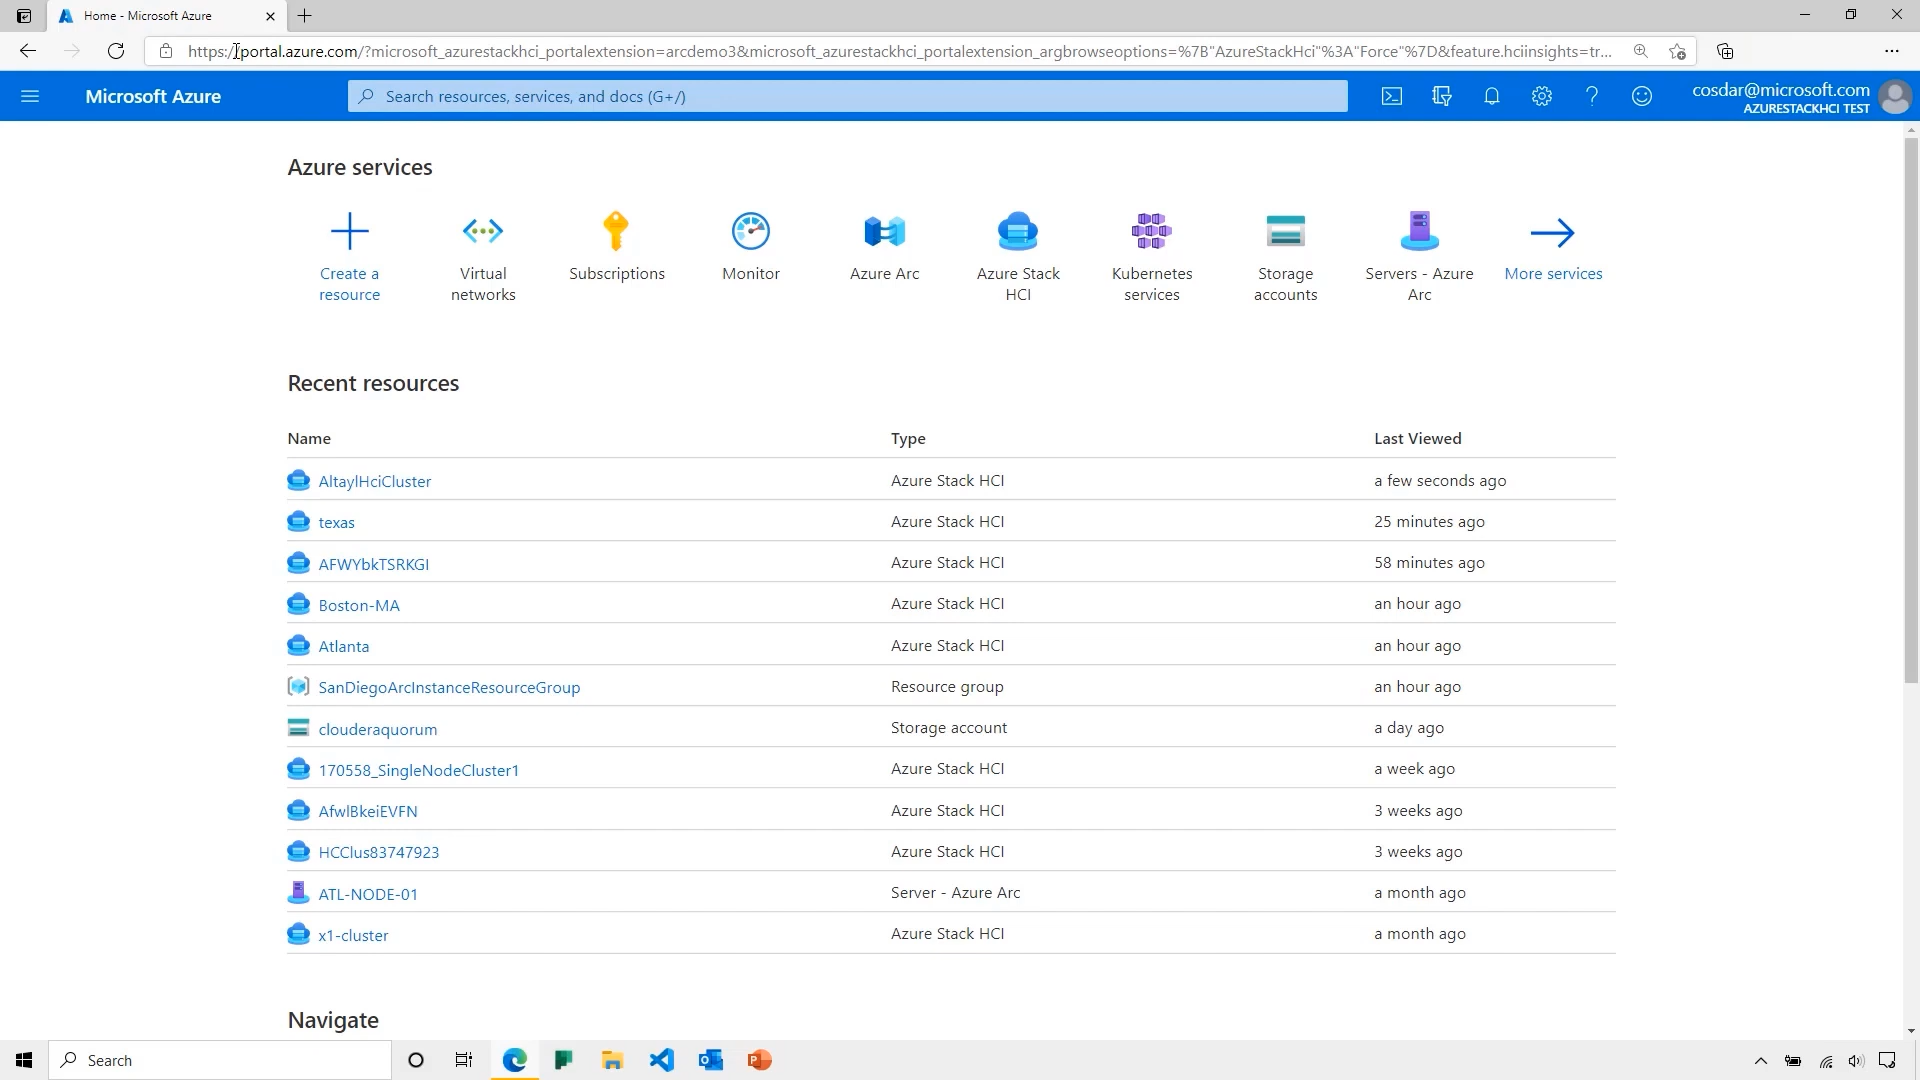 Home - Microsoft Azure
https://portal.azure.com/?microsoft_azurestackhci_portalextension=arcdemo3&microsoft_azurestackhci_portalextension_argbrowseoptions=%7B"AzureStackHci"%3A"Force"%7D&feature.hciinsights=tr...
Microsoft Azure
Search resources, services, and docs (G+/)
cosdar@microsoft.com
AZURESTACKHCI TEST
Azure services
Create a
resource
Virtual
networks
Subscriptions
Monitor
Azure Arc
Azure Stack
HCI
Kubernetes
services
Storage
accounts
Servers - Azure
Arc
More services
Recent resources
Name Type Last Viewed
AltaylHciCluster Azure Stack HCI a few seconds ago
texas Azure Stack HCI 25 minutes ago
AFWYbkTSRKGI Azure Stack HCI 58 minutes ago
Boston-MA Azure Stack HCI an hour ago
Atlanta Azure Stack HCI an hour ago
SanDiegoArcInstanceResourceGroup Resource group an hour ago
clouderaquorum Storage account a day ago
170558_SingleNodeCluster1 Azure Stack HCI a week ago
AfwlBkeiEVFN Azure Stack HCI 3 weeks ago
HCClus83747923 Azure Stack HCI 3 weeks ago
ATL-NODE-01 Server - Azure Arc a month ago
x1-cluster Azure Stack HCI a month ago
Navigate
Search